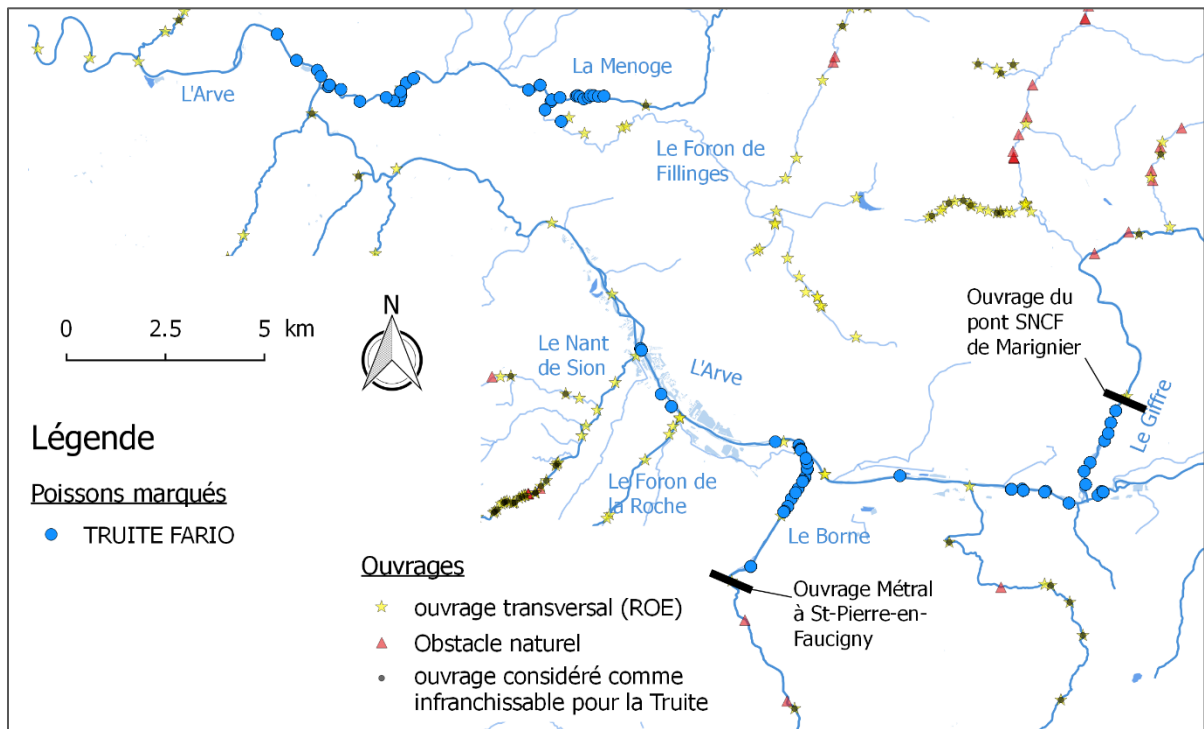 La Menoge
L'Arve
Le Foron de
Fillinges
Ouvrage du
pont SNCF
de Marignier
N
0 2.5 5 km
Le Nant
de Sion
L'Arve
Le Giffre
Légende
Poissons marqués
TRUITE FARIO
Le Foron de
la Roche
Le Borne
Ouvrages
ouvrage transversal (ROE)
Obstacle naturel
ouvrage considéré comme
infranchissable pour la Truite
Ouvrage Métral
à St-Pierre-en-
Faucigny